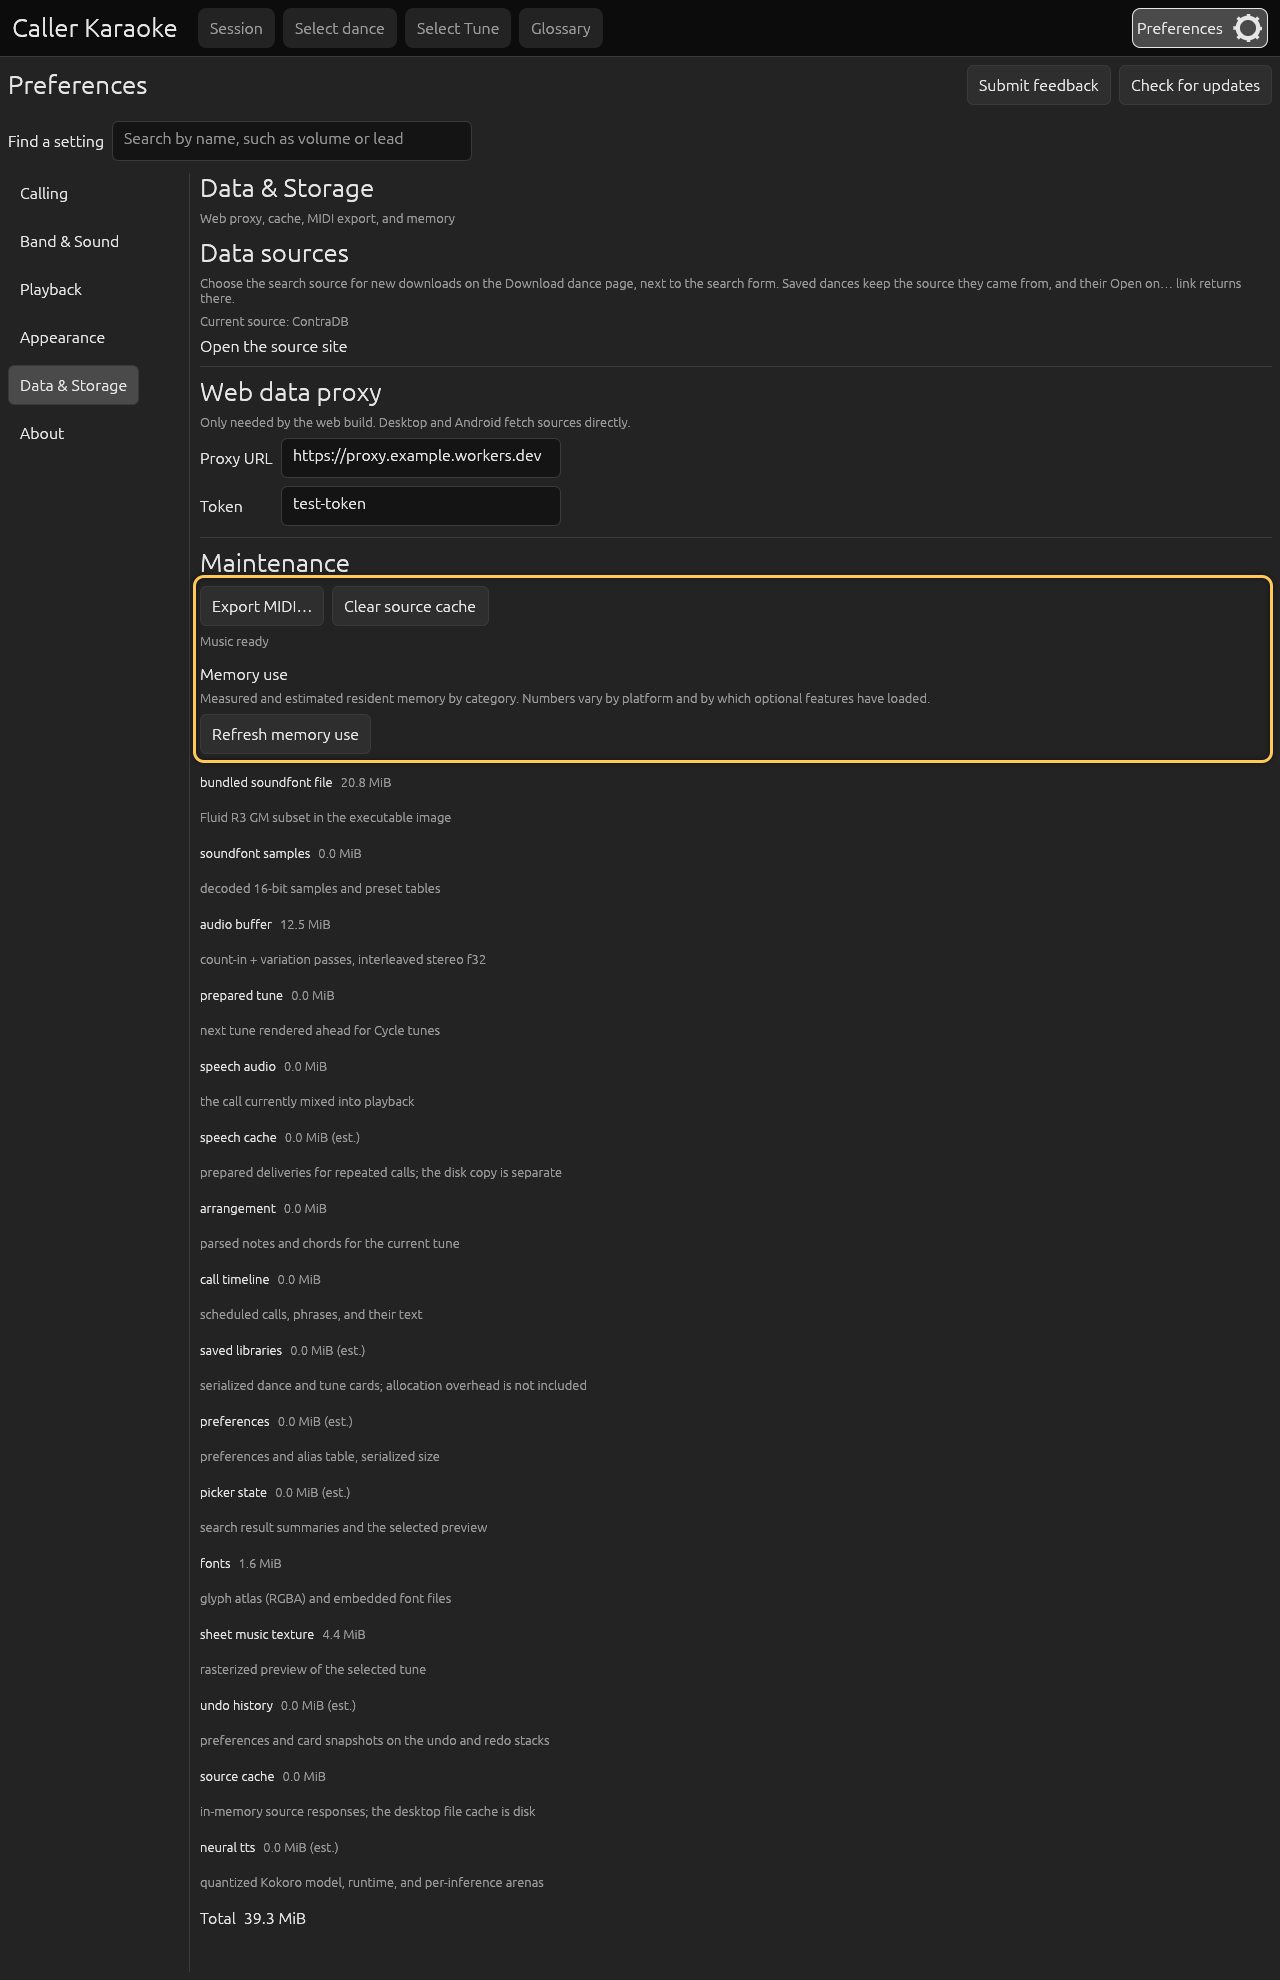 Caller Karaoke
Session
Select dance
Select Tune
Glossary
Preferences
Preferences
Submit feedback
Check for updates
Find a setting
Search by name, such as volume or lead
Calling
Band & Sound
Playback
Appearance
Data & Storage
About
Data & Storage
Web proxy, cache, MIDI export, and memory
Data sources
Choose the search source for new downloads on the Download dance page, next to the search form. Saved dances keep the source they came from, and their Open on… link returns
there.
Current source: ContraDB
Open the source site
Web data proxy
Only needed by the web build. Desktop and Android fetch sources directly.
Proxy URL
https://proxy.example.workers.dev
Token
test-token
Maintenance
Export MIDI…
Clear source cache
Music ready
Memory use
Measured and estimated resident memory by category. Numbers vary by platform and by which optional features have loaded.
Refresh memory use
bundled soundfont file 20.8 MiB
Fluid R3 GM subset in the executable image
soundfont samples 0.0 MiB
decoded 16-bit samples and preset tables
audio buffer 12.5 MiB
count-in + variation passes, interleaved stereo f32
prepared tune 0.0 MiB
next tune rendered ahead for Cycle tunes
speech audio 0.0 MiB
the call currently mixed into playback
speech cache 0.0 MiB (est.)
prepared deliveries for repeated calls; the disk copy is separate
arrangement 0.0 MiB
parsed notes and chords for the current tune
call timeline 0.0 MiB
scheduled calls, phrases, and their text
saved libraries 0.0 MiB (est.)
serialized dance and tune cards; allocation overhead is not included
preferences 0.0 MiB (est.)
preferences and alias table, serialized size
picker state 0.0 MiB (est.)
search result summaries and the selected preview
fonts 1.6 MiB
glyph atlas (RGBA) and embedded font files
sheet music texture 4.4 MiB
rasterized preview of the selected tune
undo history 0.0 MiB (est.)
preferences and card snapshots on the undo and redo stacks
source cache 0.0 MiB
in-memory source responses; the desktop file cache is disk
neural tts 0.0 MiB (est.)
quantized Kokoro model, runtime, and per-inference arenas
Total 39.3 MiB